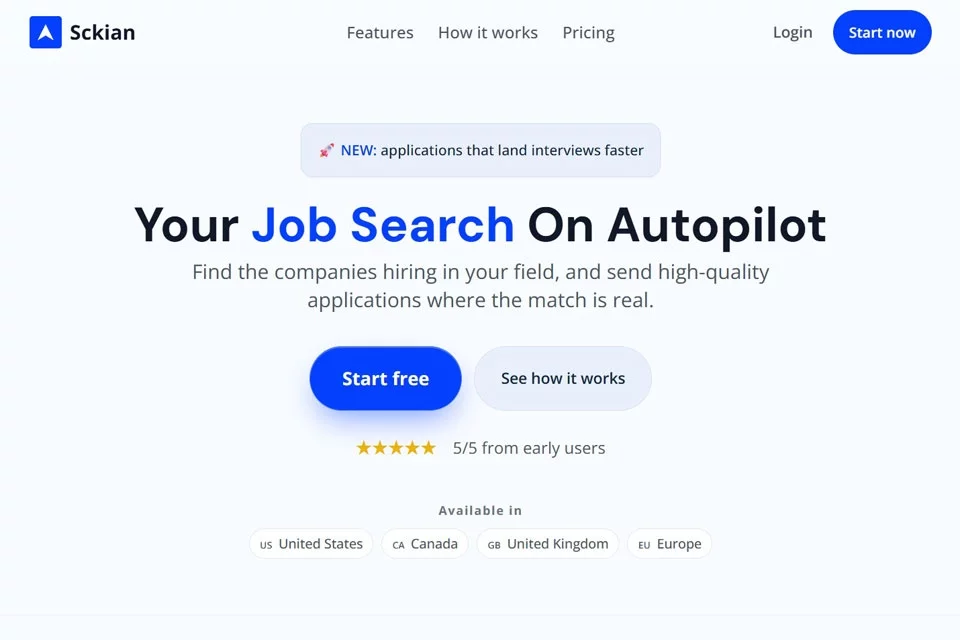 Sckian
Features
How it works
Pricing
Login
Start now
🚀 NEW: applications that land interviews faster
Your Job Search On Autopilot
Find the companies hiring in your field, and send high-quality
applications where the match is real.
Start free
See how it works
★★★★★ 5/5 from early users
Available in
US United States
CA Canada
GB United Kingdom
EU Europe